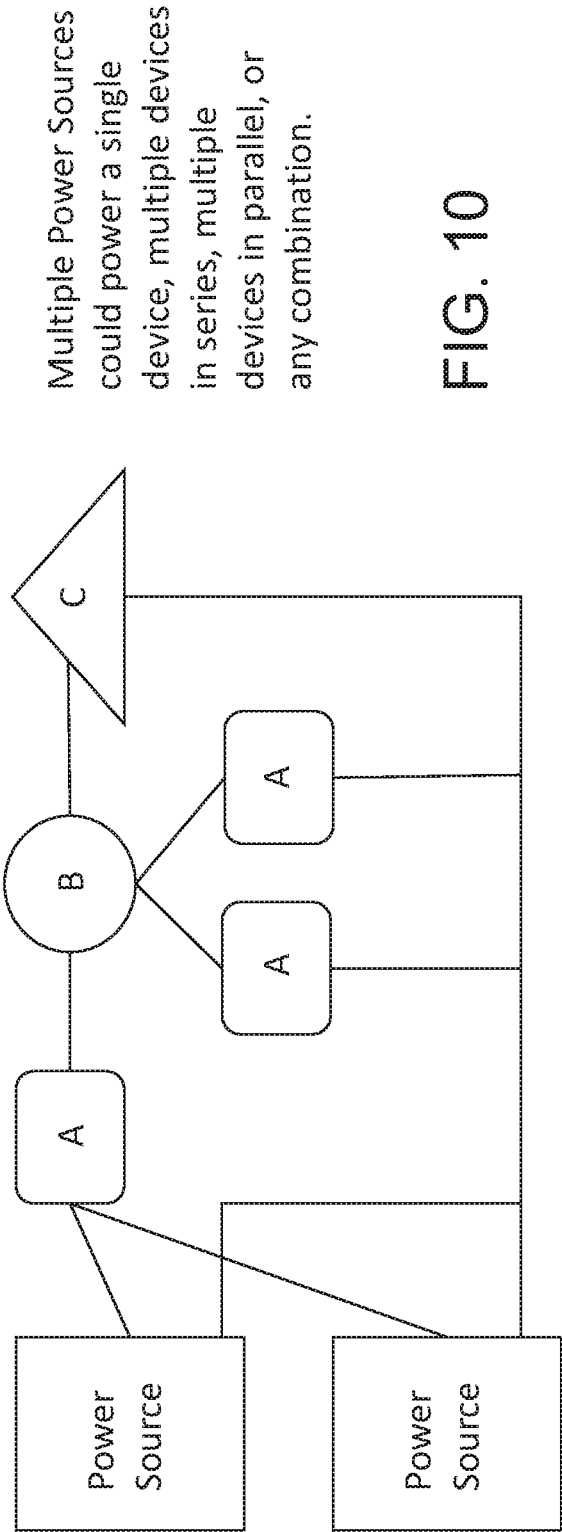 Power
Source
Power
Source
A
B
A
A
C
Multiple Power Sources
could power a single
device, multiple devices
in series, multiple
devices in parallel, or
any combination.
FIG. 10